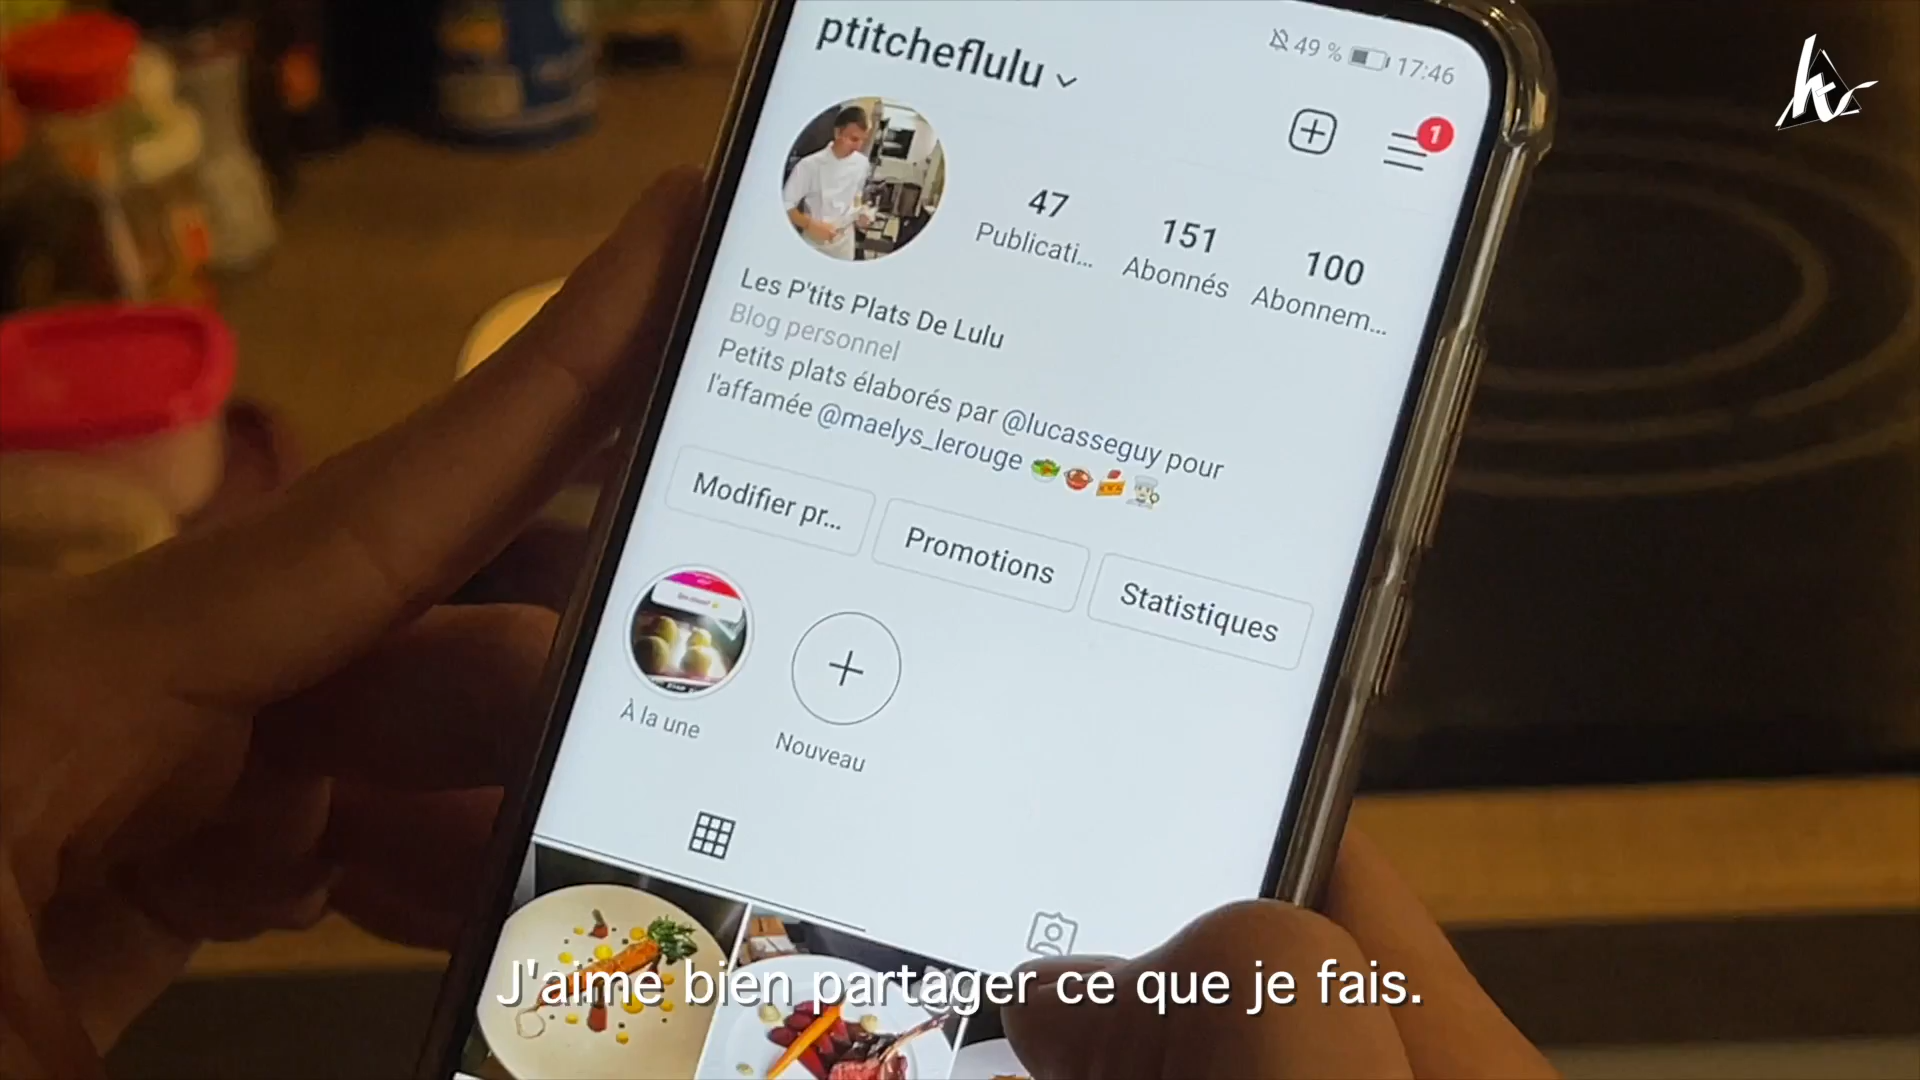 ptitcheflulu
49 % 17:46
1
47
Publicati...
151
Abonnés
100
Abonnem...
Les P'tits Plats De Lulu
Blog personnel
Petits plats élaborés par @lucasseguy pour
l'affamée @maelys_lerouge
Modifier pr...
Promotions
Statistiques
À la une
Nouveau
J'aime bien partager ce que je fais.